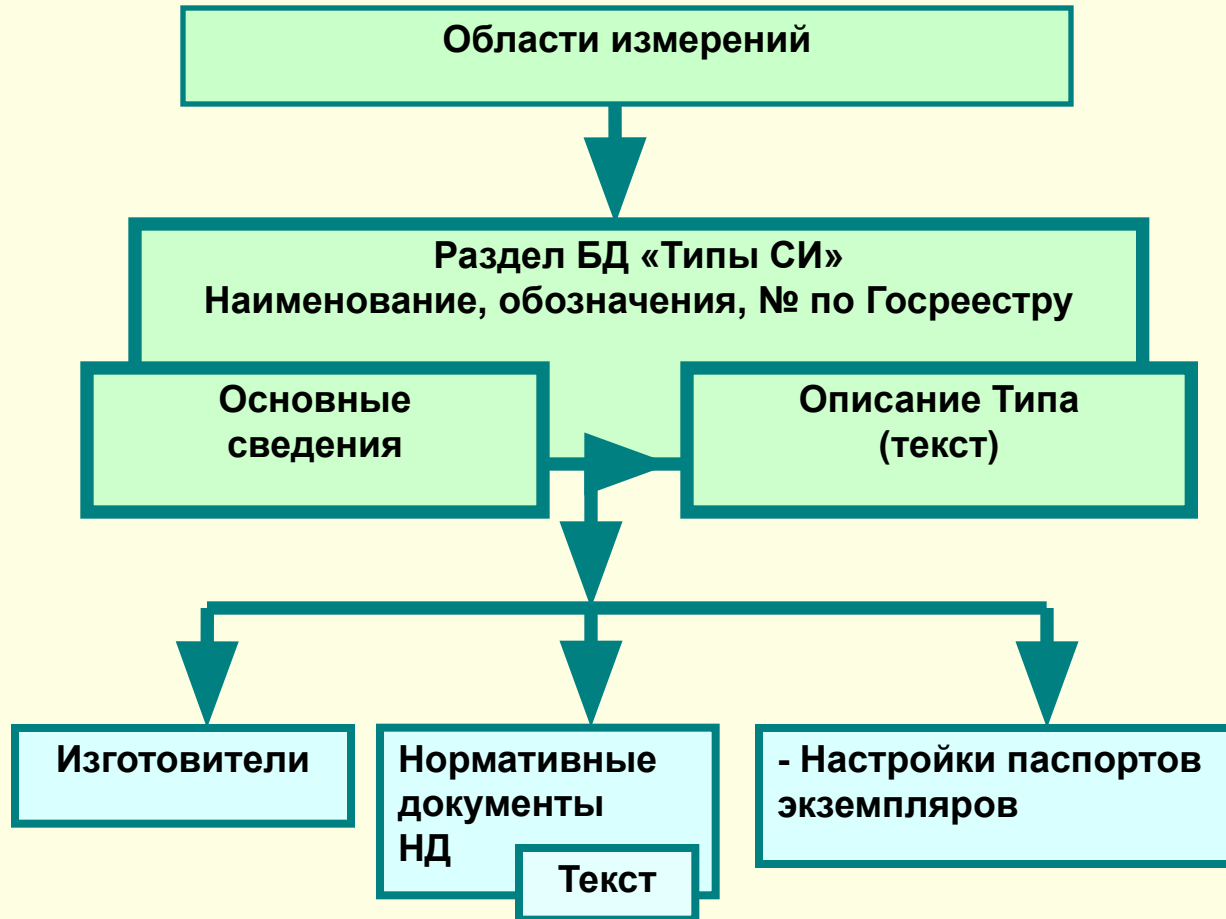 Области измерений
Раздел БД «Типы СИ»
Наименование, обозначения, № по Госреестру
Основные
сведения
Описание Типа
(текст)
Изготовители
Нормативные
документы
НД
Текст
- Настройки паспортов
экземпляров